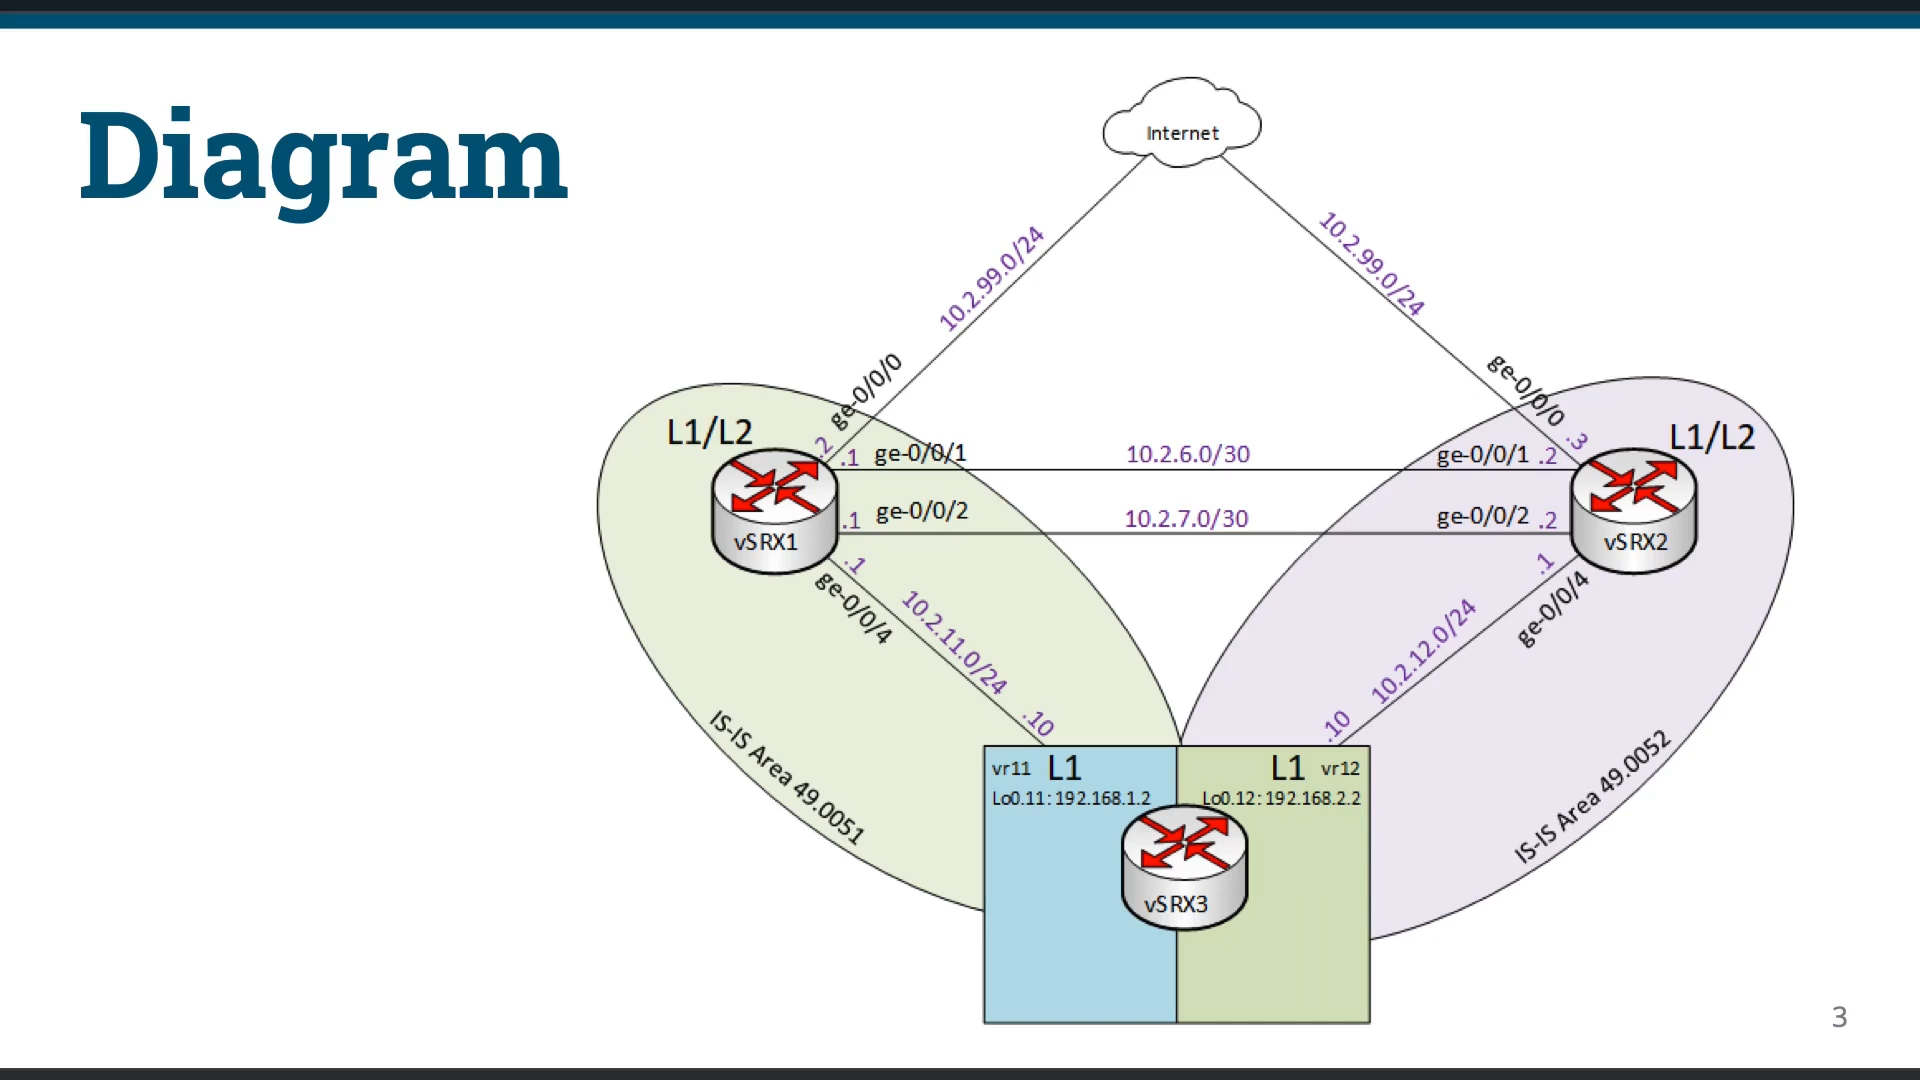 Diagram
Internet
10.2.99.0/24
10.2.99.0/24
ge-0/0/0
ge-0/0/0
L1/L2
L1/L2
.2
.3
.1 ge-0/0/1
10.2.6.0/30
ge-0/0/1 .2
.1 ge-0/0/2
10.2.7.0/30
ge-0/0/2 .2
vSRX1
vSRX2
.1
.1
ge-0/0/4
ge-0/0/4
10.2.11.0/24
10.2.12.0/24
.10
.10
IS-IS Area 49.0051
IS-IS Area 49.0052
vr11 L1
L1 vr12
Lo0.11: 192.168.1.2
Lo0.12: 192.168.2.2
vSRX3
3